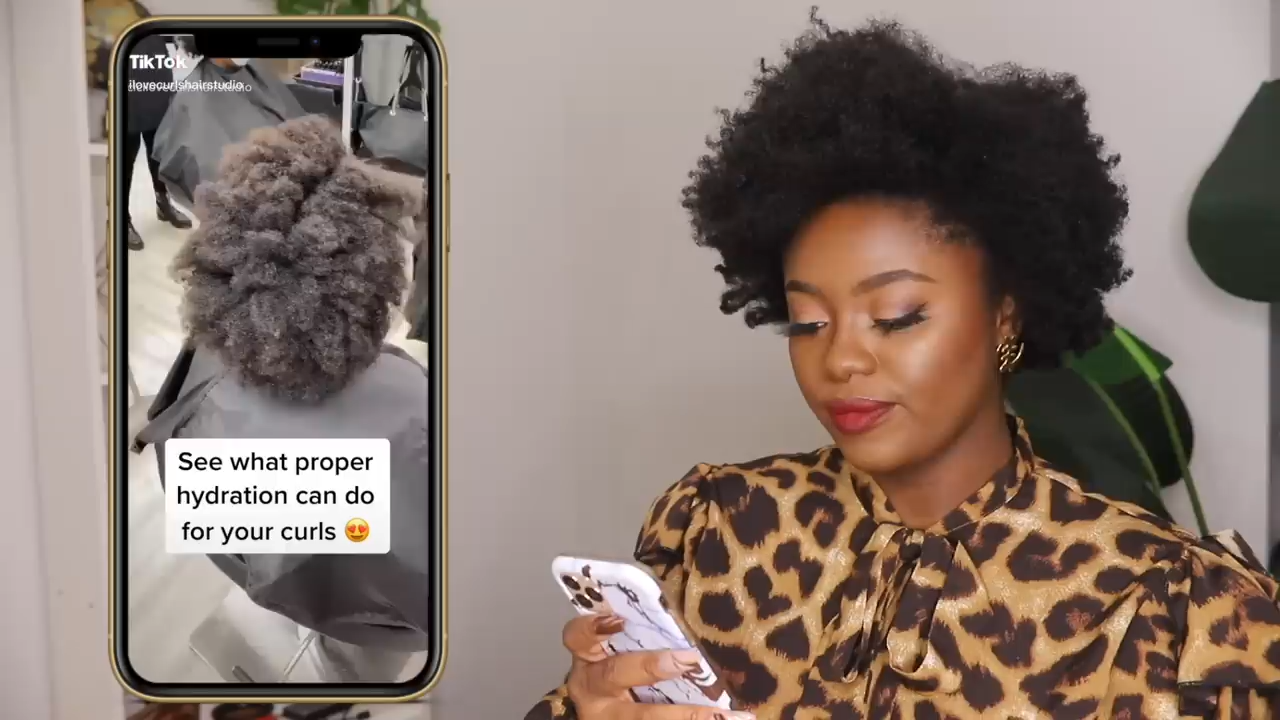 TikTok
ilovecurlshairstudio
See what proper
hydration can do
for your curls 😍